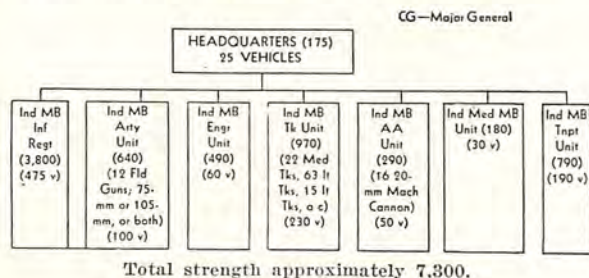 CG—Major General
HEADQUARTERS (175)
25 VEHICLES
Ind MB
Inf
Regt
(3,800)
(475 v)
Ind MB
Arty
Unit
(640)
(12 Fld
Guns; 75-
mm or 105-
mm, or both)
(100 v)
Ind MB
Engr
Unit
(490)
(60 v)
Ind MB
Tk Unit
(970)
(22 Med
Tks, 63 lt
Tks, 15 lt
Tks, a c)
(230 v)
Ind MB
AA
Unit
(290)
(16 20-
mm Mach
Cannon)
(50 v)
Ind Med MB
Unit (180)
(30 v)
Ind MB
Tnpt
Unit
(790)
(190 v)
Total strength approximately 7,300.